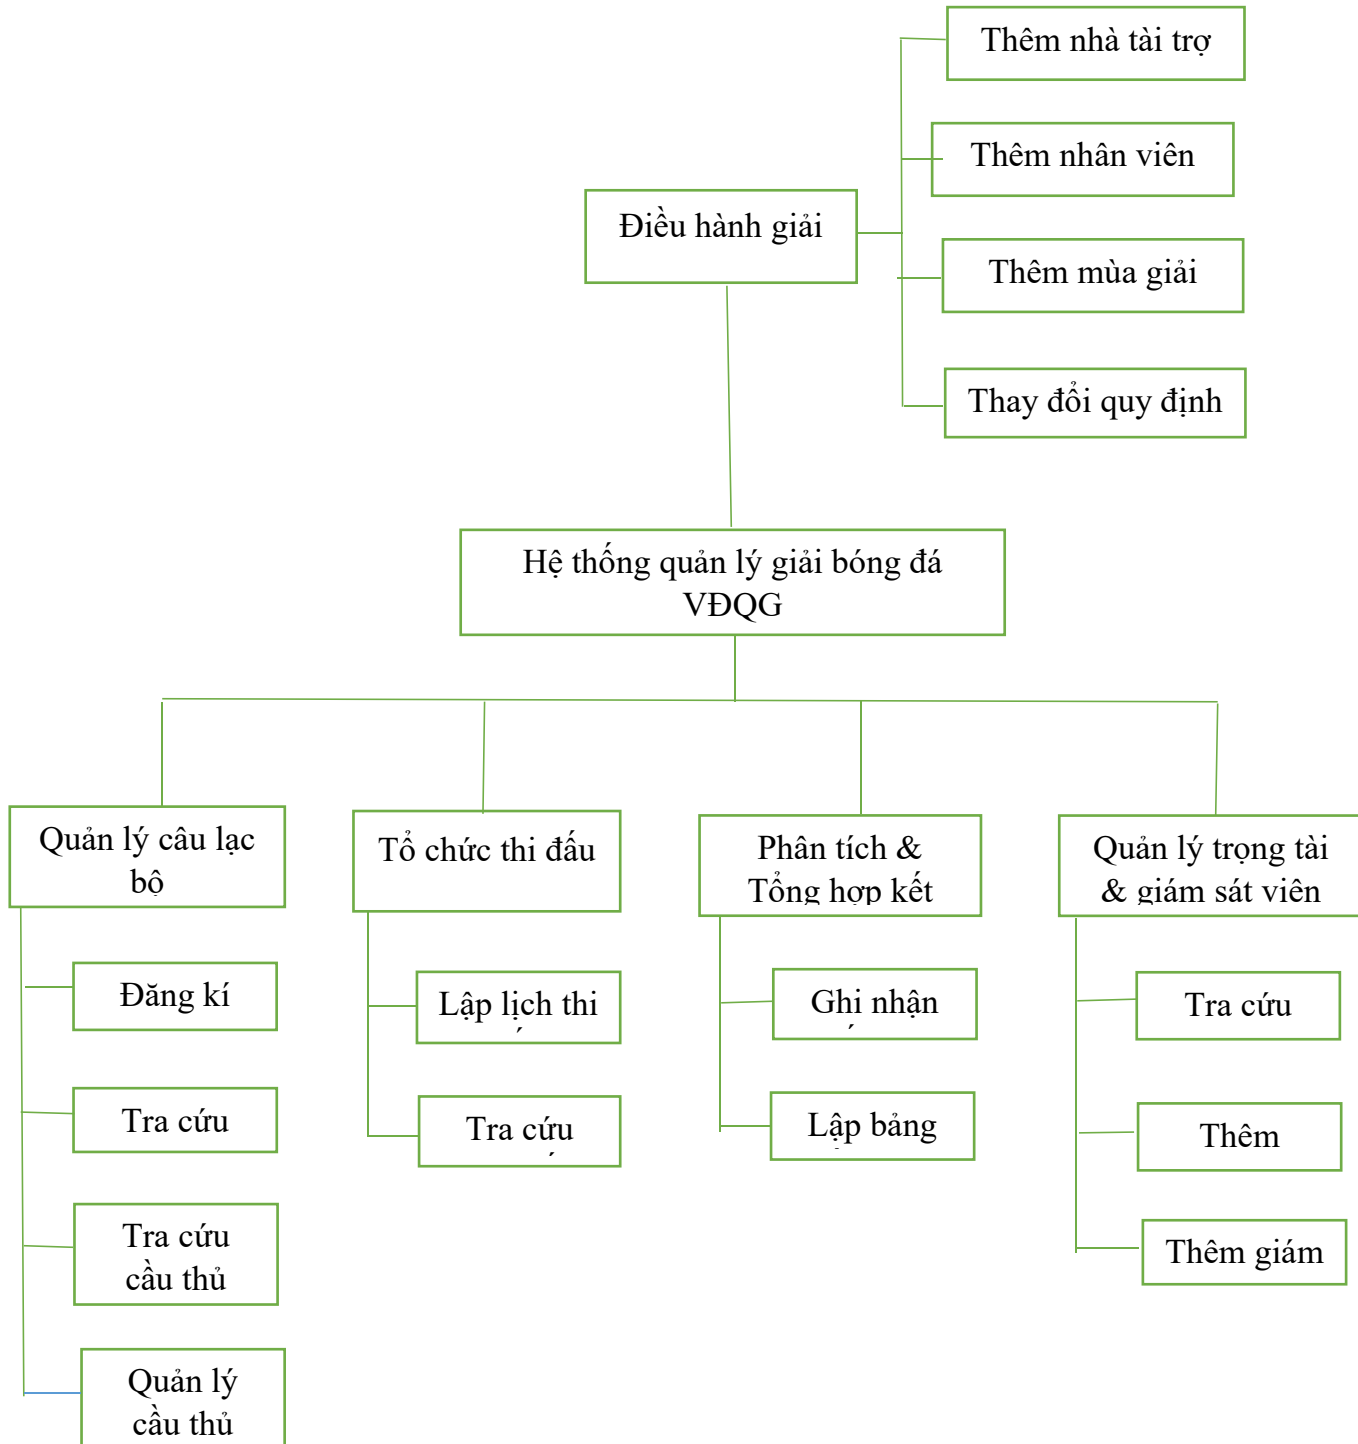 Thêm nhà tài trợ
Thêm nhân viên
Điều hành giải
Thêm mùa giải
Thay đổi quy định
Hệ thống quản lý giải bóng đá
VĐQG
Quản lý câu lạc
bộ
Tổ chức thi đấu
Phân tích &
Tổng hợp kết
Quản lý trọng tài
& giám sát viên
Đăng kí
Tra cứu
Tra cứu
cầu thủ
Quản lý
cầu thủ
Lập lịch thi
Tra cứu
Ghi nhận
Lập bảng
Tra cứu
Thêm
Thêm giám